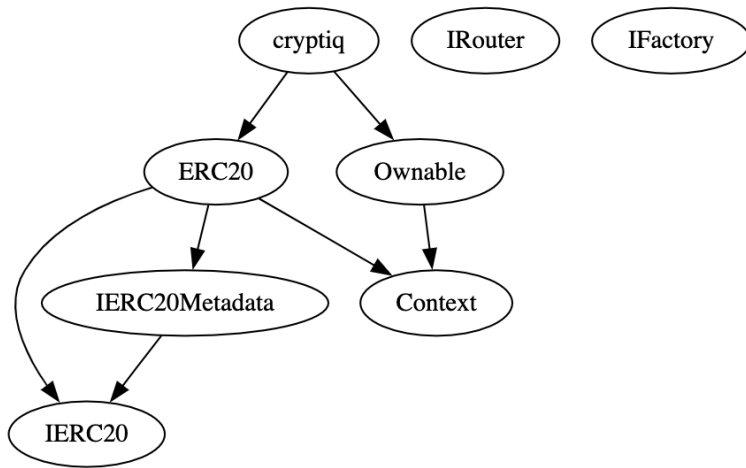 cryptiq
IRouter
IFactory
ERC20
Ownable
IERC20Metadata
Context
IERC20